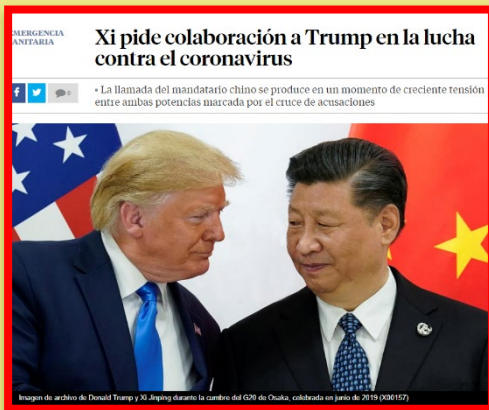 EMERGENCIA
SANITARIA
Xi pide colaboración a Trump en la lucha
contra el coronavirus
• La llamada del mandatario chino se produce en un momento de creciente tensión
entre ambas potencias marcada por el cruce de acusaciones
0
Imagen de archivo de Donald Trump y Xi Jinping durante la cumbre del G20 de Osaka, celebrada en junio de 2019 (X00157)